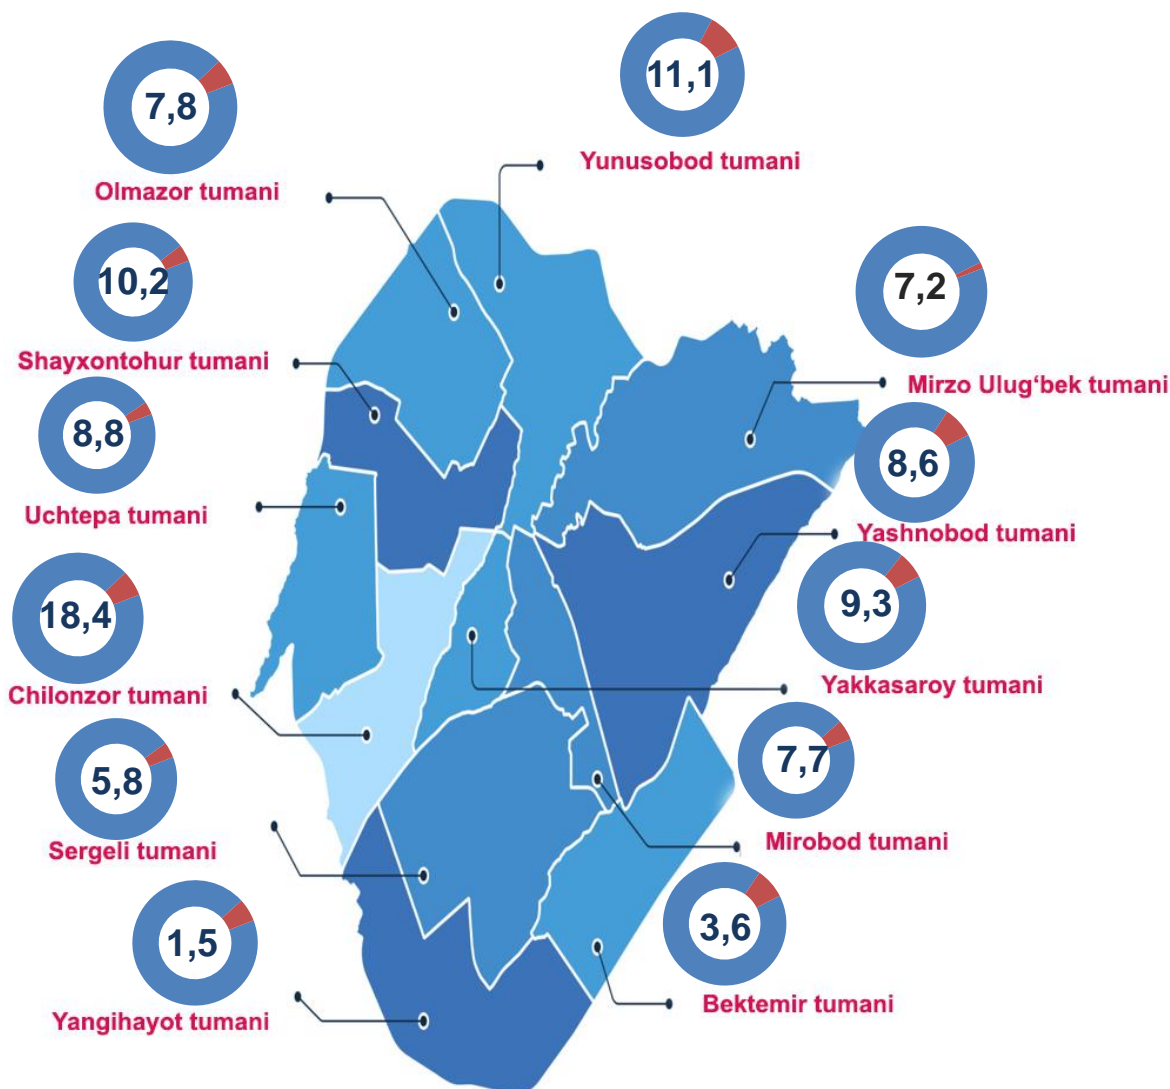 11,1
7,8
Yunusobod tumani
Olmazor tumani
10,2
7,2
Shayxontohur tumani
Mirzo Ulug‘bek tumani
8,8
8,6
Uchtepa tumani
Yashnobod tumani
18,4
9,3
Chilonzor tumani
Yakkasaroy tumani
5,8
7,7
Sergeli tumani
Mirobod tumani
1,5
3,6
Yangihayot tumani
Bektemir tumani